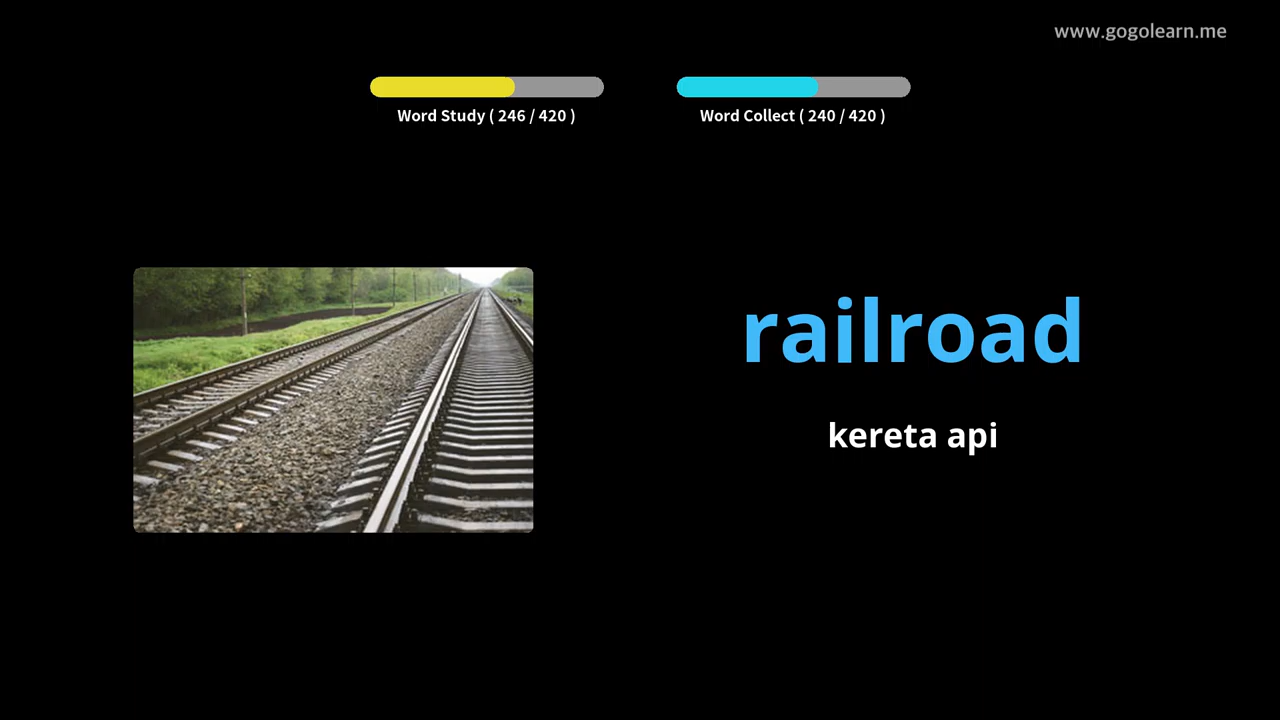 www.gogolearn.me
Word Study ( 246 / 420 )
Word Collect ( 240 / 420 )
railroad
kereta api